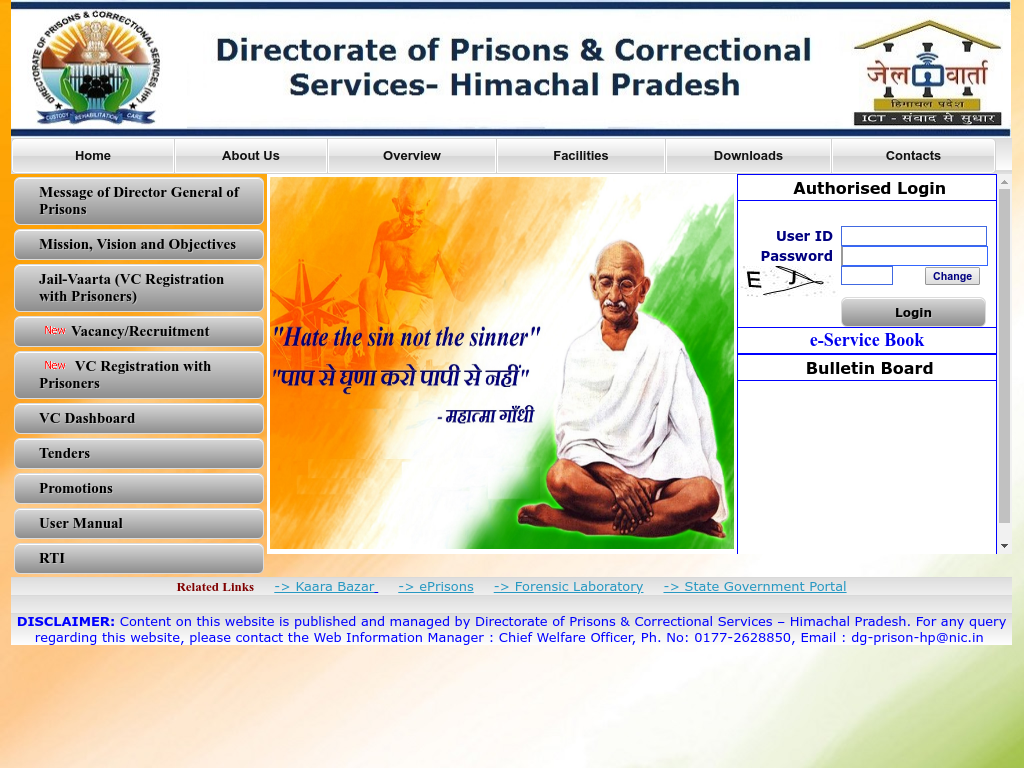 DIRECTORATE OF PRISONS & CORRECTIONAL SERVICES (HP)
CUSTODY REHABILITATION CARE
Directorate of Prisons & Correctional
Services- Himachal Pradesh
जेल वार्ता
हिमाचल प्रदेश
ICT - संवाद से सुधार
Home
About Us
Overview
Facilities
Downloads
Contacts
Message of Director General of
Prisons
Mission, Vision and Objectives
Jail-Vaarta (VC Registration
with Prisoners)
New Vacancy/Recruitment
New VC Registration with
Prisoners
VC Dashboard
Tenders
Promotions
User Manual
RTI
"Hate the sin not the sinner"
"पाप से घृणा करो पापी से नहीं"
- महात्मा गाँधी
Authorised Login
User ID
Password
E J
Change
Login
e-Service Book
Bulletin Board
Related Links -> Kaara Bazar -> ePrisons -> Forensic Laboratory -> State Government Portal
DISCLAIMER: Content on this website is published and managed by Directorate of Prisons & Correctional Services – Himachal Pradesh. For any query
regarding this website, please contact the Web Information Manager : Chief Welfare Officer, Ph. No: 0177-2628850, Email : dg-prison-hp@nic.in